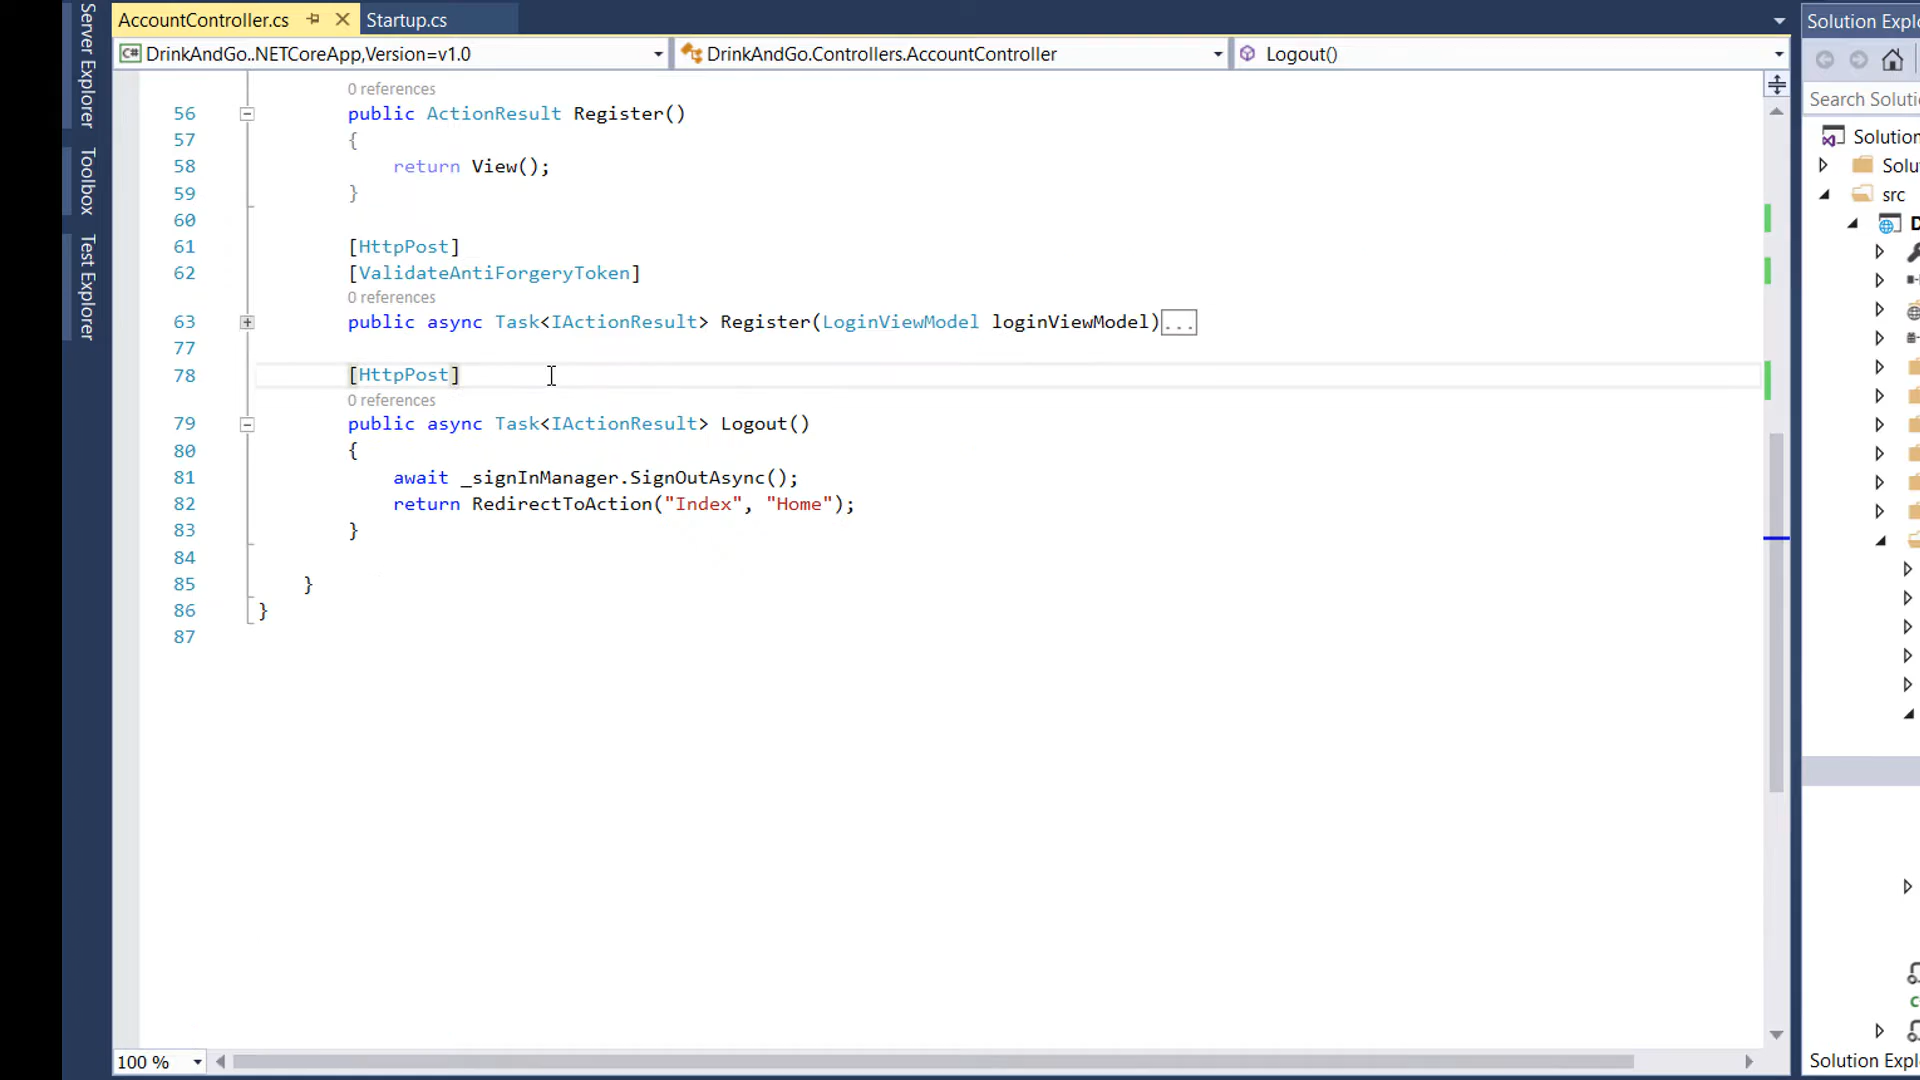 Server Explorer
Toolbox
Test Explorer
AccountController.cs
Startup.cs
DrinkAndGo..NETCoreApp,Version=v1.0
DrinkAndGo.Controllers.AccountController
Logout()
0 references
56 public ActionResult Register()
57 {
58 return View();
59 }
60
61 [HttpPost]
62 [ValidateAntiForgeryToken]
0 references
63 public async Task<IActionResult> Register(LoginViewModel loginViewModel)...
77
78 [HttpPost]
0 references
79 public async Task<IActionResult> Logout()
80 {
81 await _signInManager.SignOutAsync();
82 return RedirectToAction("Index", "Home");
83 }
84
85 }
86 }
87
100 %
Solution Explo
Search Soluti
Solution
Solu
src
D
Solution Expl